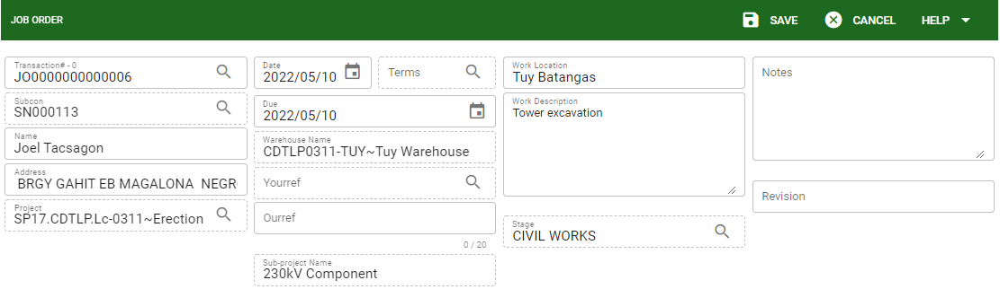 JOB ORDER
SAVE
CANCEL
HELP
Transaction# - 0
JO0000000000006
Subcon
SN000113
Name
Joel Tacsagon
Address
BRGY GAHIT EB MAGALONA NEGR
Project
SP17.CDTLP.Lc-0311~Erection
Date
2022/05/10
Terms
Due
2022/05/10
Warehouse Name
CDTLP0311-TUY~Tuy Warehouse
Yourref
Ourref
0 / 20
Sub-project Name
230kV Component
Work Location
Tuy Batangas
Work Description
Tower excavation
Stage
CIVIL WORKS
Notes
Revision